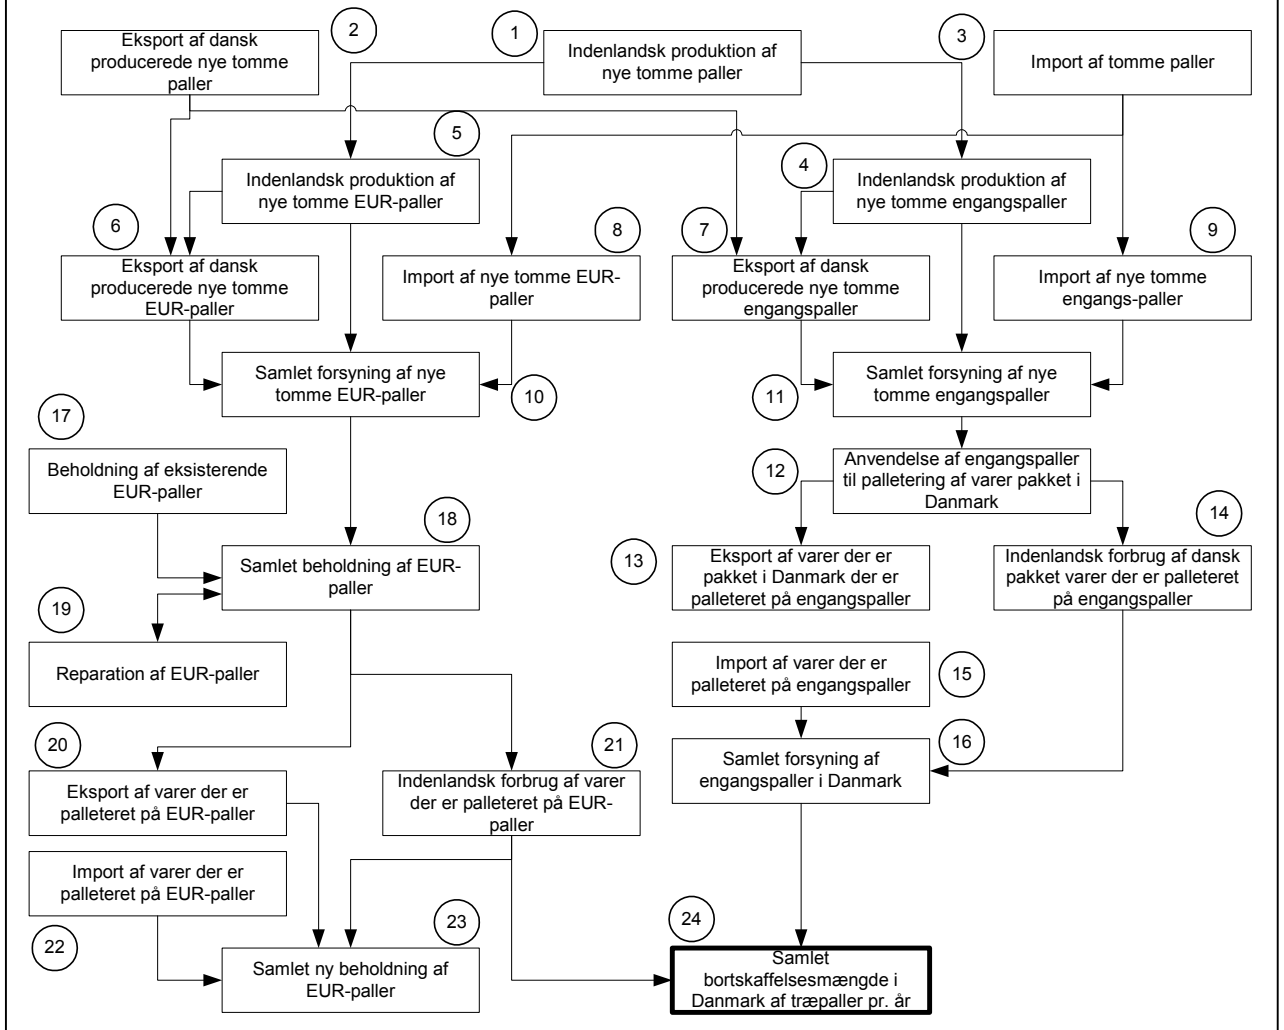 2
1
3
Eksport af dansk
producerede nye tomme
paller
Indenlandsk produktion af
nye tomme paller
Import af tomme paller
5
4
Indenlandsk produktion af
nye tomme EUR-paller
Indenlandsk produktion af
nye tomme engangspaller
6
8
7
9
Eksport af dansk
producerede nye tomme
EUR-paller
Import af nye tomme EUR-
paller
Eksport af dansk
producerede nye tomme
engangspaller
Import af nye tomme
engangs-paller
Samlet forsyning af nye
tomme EUR-paller
10
11
Samlet forsyning af nye
tomme engangspaller
17
Beholdning af eksisterende
EUR-paller
12
Anvendelse af engangspaller
til palletering af varer pakket i
Danmark
18
14
Samlet beholdning af EUR-
paller
13
Eksport af varer der er
pakket i Danmark der er
palleteret på engangspaller
Indenlandsk forbrug af dansk
pakket varer der er palleteret
på engangspaller
19
Reparation af EUR-paller
Import af varer der er
palleteret på engangspaller
15
20
21
16
Samlet forsyning af
engangspaller i Danmark
Eksport af varer der er
palleteret på EUR-paller
Indenlandsk forbrug af varer
der er palleteret på EUR-
paller
Import af varer der er
palleteret på EUR-paller
22
23
24
Samlet ny beholdning af
EUR-paller
Samlet
bortskaffelsesmængde i
Danmark af træpaller pr. år